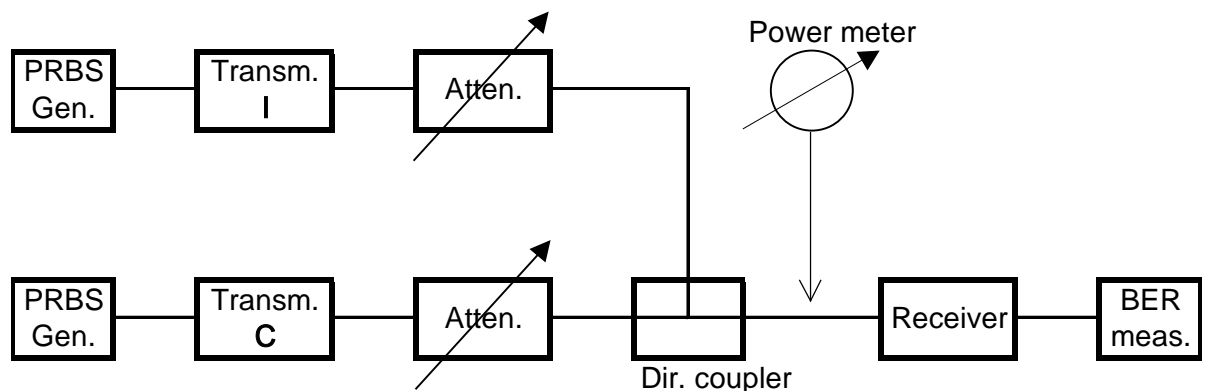 Power meter
PRBS
Gen.
Transm.
I
Atten.
PRBS
Gen.
Transm.
C
Atten.
Dir. coupler
Receiver
BER
meas.